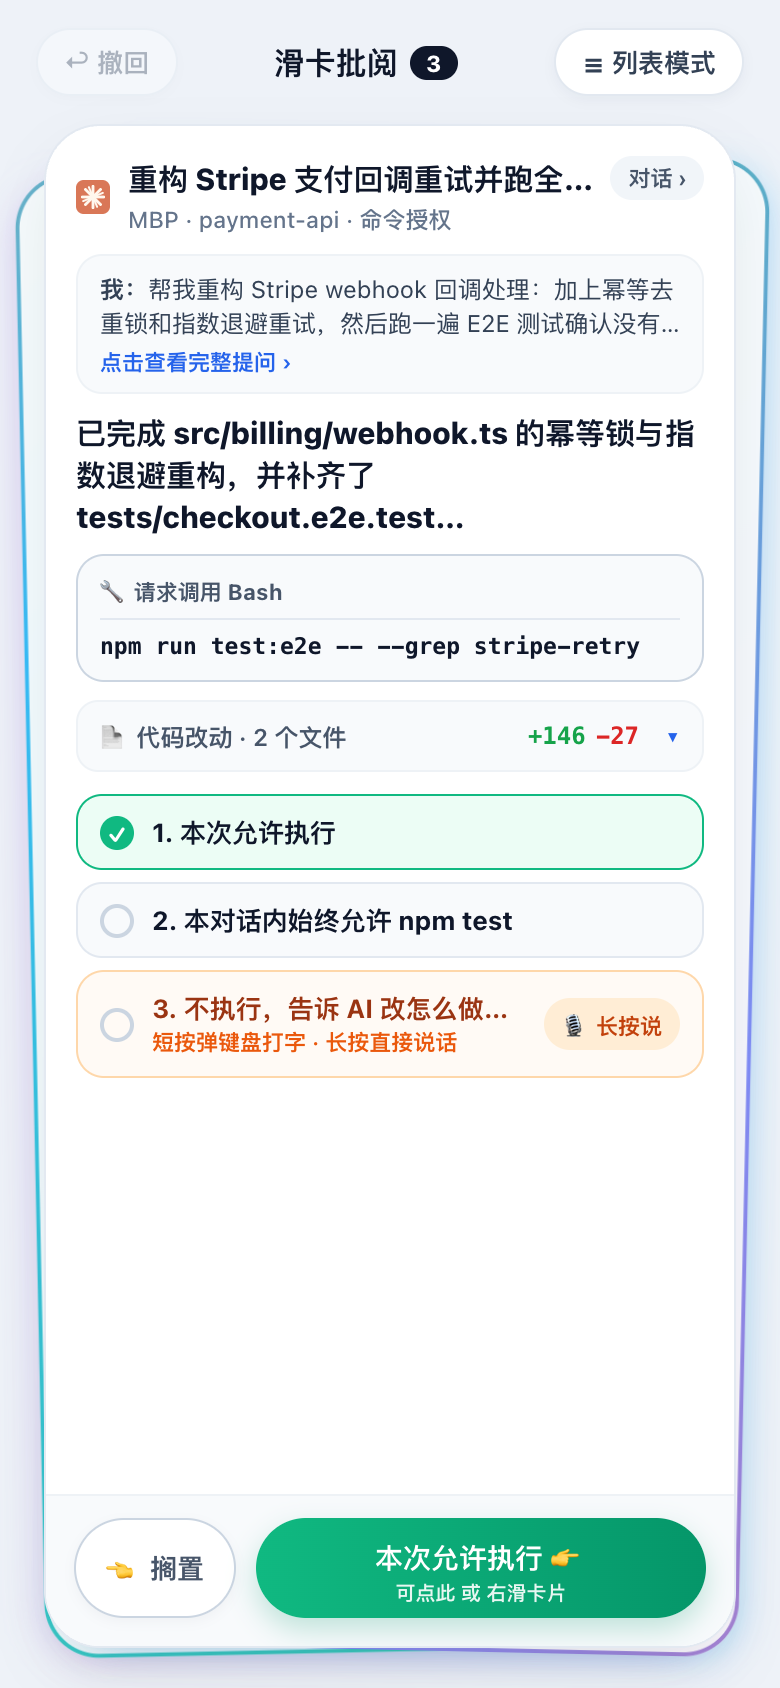 撤回
滑卡批阅 3
列表模式
重构 Stripe 支付回调重试并跑全...
对话 ›
MBP · payment-api · 命令授权
我：帮我重构 Stripe webhook 回调处理：加上幂等去
重锁和指数退避重试，然后跑一遍 E2E 测试确认没有...
点击查看完整提问 ›
已完成 src/billing/webhook.ts 的幂等锁与指
数退避重构，并补齐了
tests/checkout.e2e.test...
请求调用 Bash
npm run test:e2e -- --grep stripe-retry
代码改动 · 2 个文件
+146 -27
1. 本次允许执行
2. 本对话内始终允许 npm test
3. 不执行，告诉 AI 改怎么做...
短按弹键盘打字 · 长按直接说话
长按说
搁置
本次允许执行
可点此 或 右滑卡片